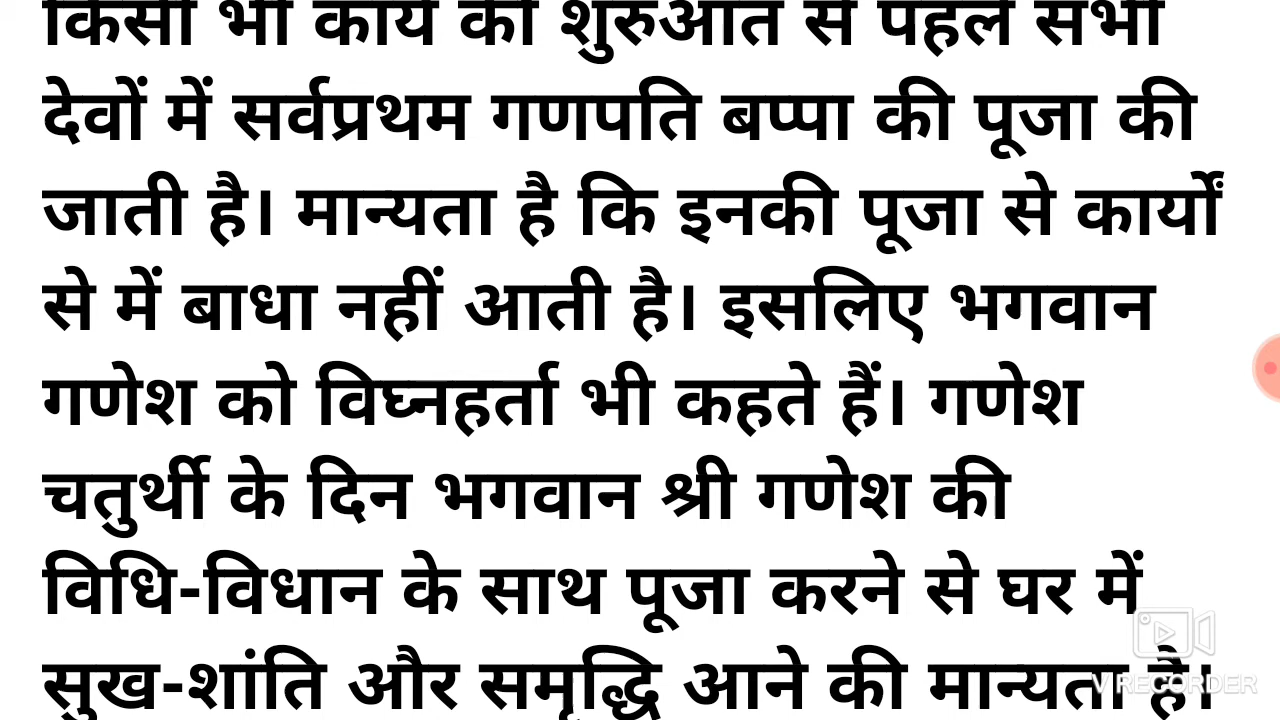 किसी भी कार्य की शुरुआत से पहले सभी
देवों में सर्वप्रथम गणपति बप्पा की पूजा की
जाती है। मान्यता है कि इनकी पूजा से कार्यों
से में बाधा नहीं आती है। इसलिए भगवान
गणेश को विघ्नहर्ता भी कहते हैं। गणेश
चतुर्थी के दिन भगवान श्री गणेश की
विधि-विधान के साथ पूजा करने से घर में
सुख-शांति और समृद्धि आने की मान्यता है।
V RECORDER